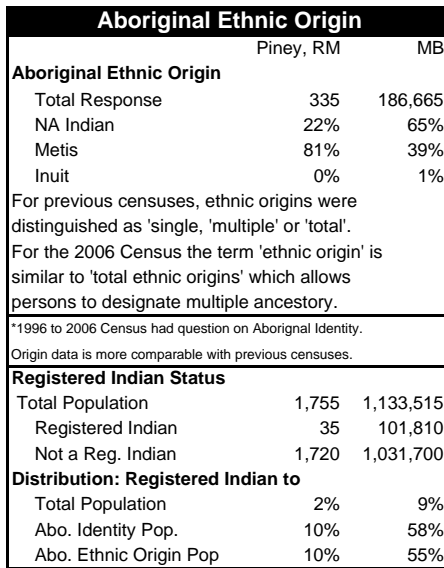 Aboriginal Ethnic Origin
Piney, RM MB
Aboriginal Ethnic Origin
Total Response 335 186,665
NA Indian 22% 65%
Metis 81% 39%
Inuit 0% 1%
For previous censuses, ethnic origins were
distinguished as 'single, 'multiple' or 'total'.
For the 2006 Census the term 'ethnic origin' is
similar to 'total ethnic origins' which allows
persons to designate multiple ancestory.
*1996 to 2006 Census had question on Aborignal Identity.
Origin data is more comparable with previous censuses.
Registered Indian Status
Total Population 1,755 1,133,515
Registered Indian 35 101,810
Not a Reg. Indian 1,720 1,031,700
Distribution: Registered Indian to
Total Population 2% 9%
Abo. Identity Pop. 10% 58%
Abo. Ethnic Origin Pop 10% 55%